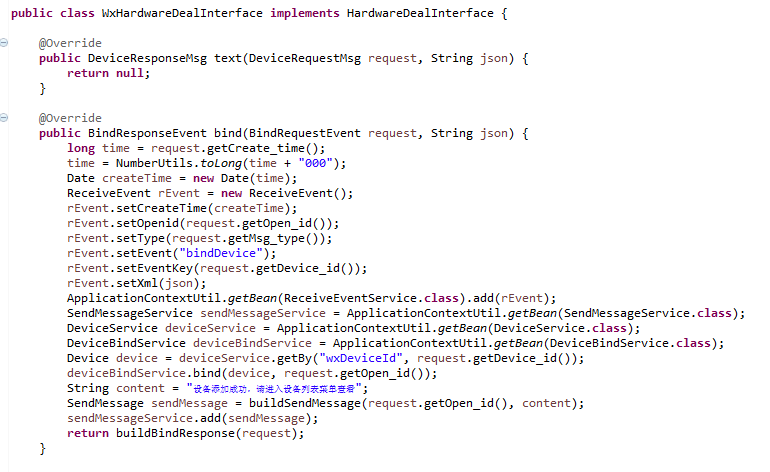 public class WxHardwareDealInterface implements HardwareDealInterface {
@Override
public DeviceResponseMsg text(DeviceRequestMsg request, String json) {
return null;
}
@Override
public BindResponseEvent bind(BindRequestEvent request, String json) {
long time = request.getCreate_time();
time = NumberUtils.toLong(time + "000");
Date createTime = new Date(time);
ReceiveEvent rEvent = new ReceiveEvent();
rEvent.setCreateTime(createTime);
rEvent.setOpenid(request.getOpen_id());
rEvent.setType(request.getMsg_type());
rEvent.setEvent("bindDevice");
rEvent.setEventKey(request.getDevice_id());
rEvent.setXml(json);
ApplicationContextUtil.getBean(ReceiveEventService.class).add(rEvent);
SendMessageService sendMessageService = ApplicationContextUtil.getBean(SendMessageService.class);
DeviceService deviceService = ApplicationContextUtil.getBean(DeviceService.class);
DeviceBindService deviceBindService = ApplicationContextUtil.getBean(DeviceBindService.class);
Device device = deviceService.getBy("wxDeviceId", request.getDevice_id());
deviceBindService.bind(device, request.getOpen_id());
String content = "设备添加成功，请进入设备列表菜单查看";
SendMessage sendMessage = buildSendMessage(request.getOpen_id(), content);
sendMessageService.add(sendMessage);
return buildBindResponse(request);
}